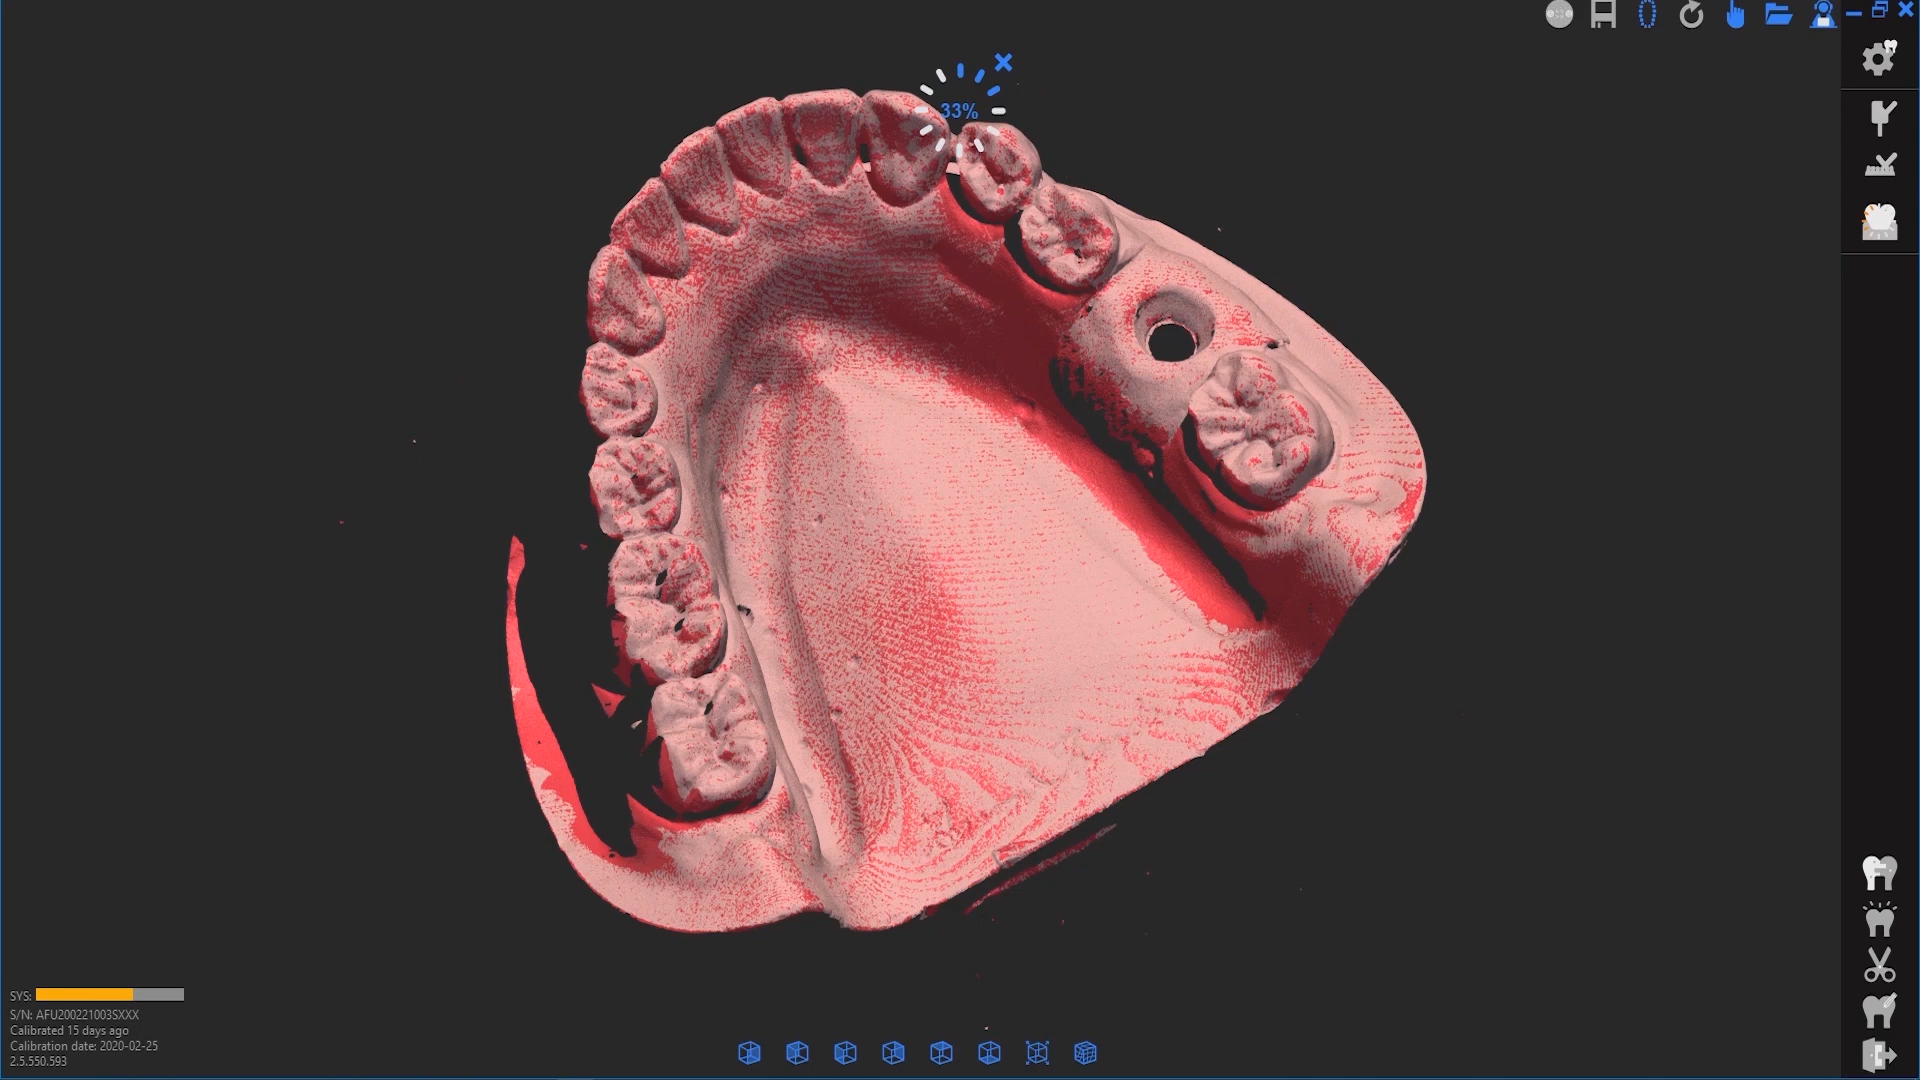 33%
SYS:
S/N: AFU200221003SXXX
Calibrated 15 days ago
Calibration date: 2020-02-25
2.5.550.593